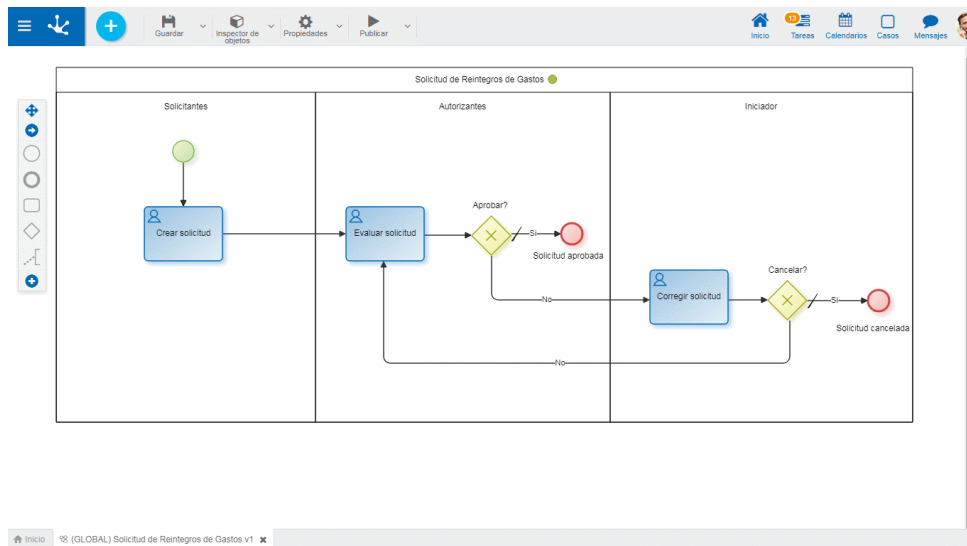 Guardar
Inspector de
objetos
Propiedades
Publicar
Inicio
13
Tareas
Calendarios
Casos
Mensajes
Solicitud de Reintegros de Gastos
Solicitantes
Autorizantes
Iniciador
Crear solicitud
Evaluar solicitud
Aprobar?
Si
Solicitud aprobada
No
Corregir solicitud
Cancelar?
Si
Solicitud cancelada
No
Inicio
(GLOBAL) Solicitud de Reintegros de Gastos v1